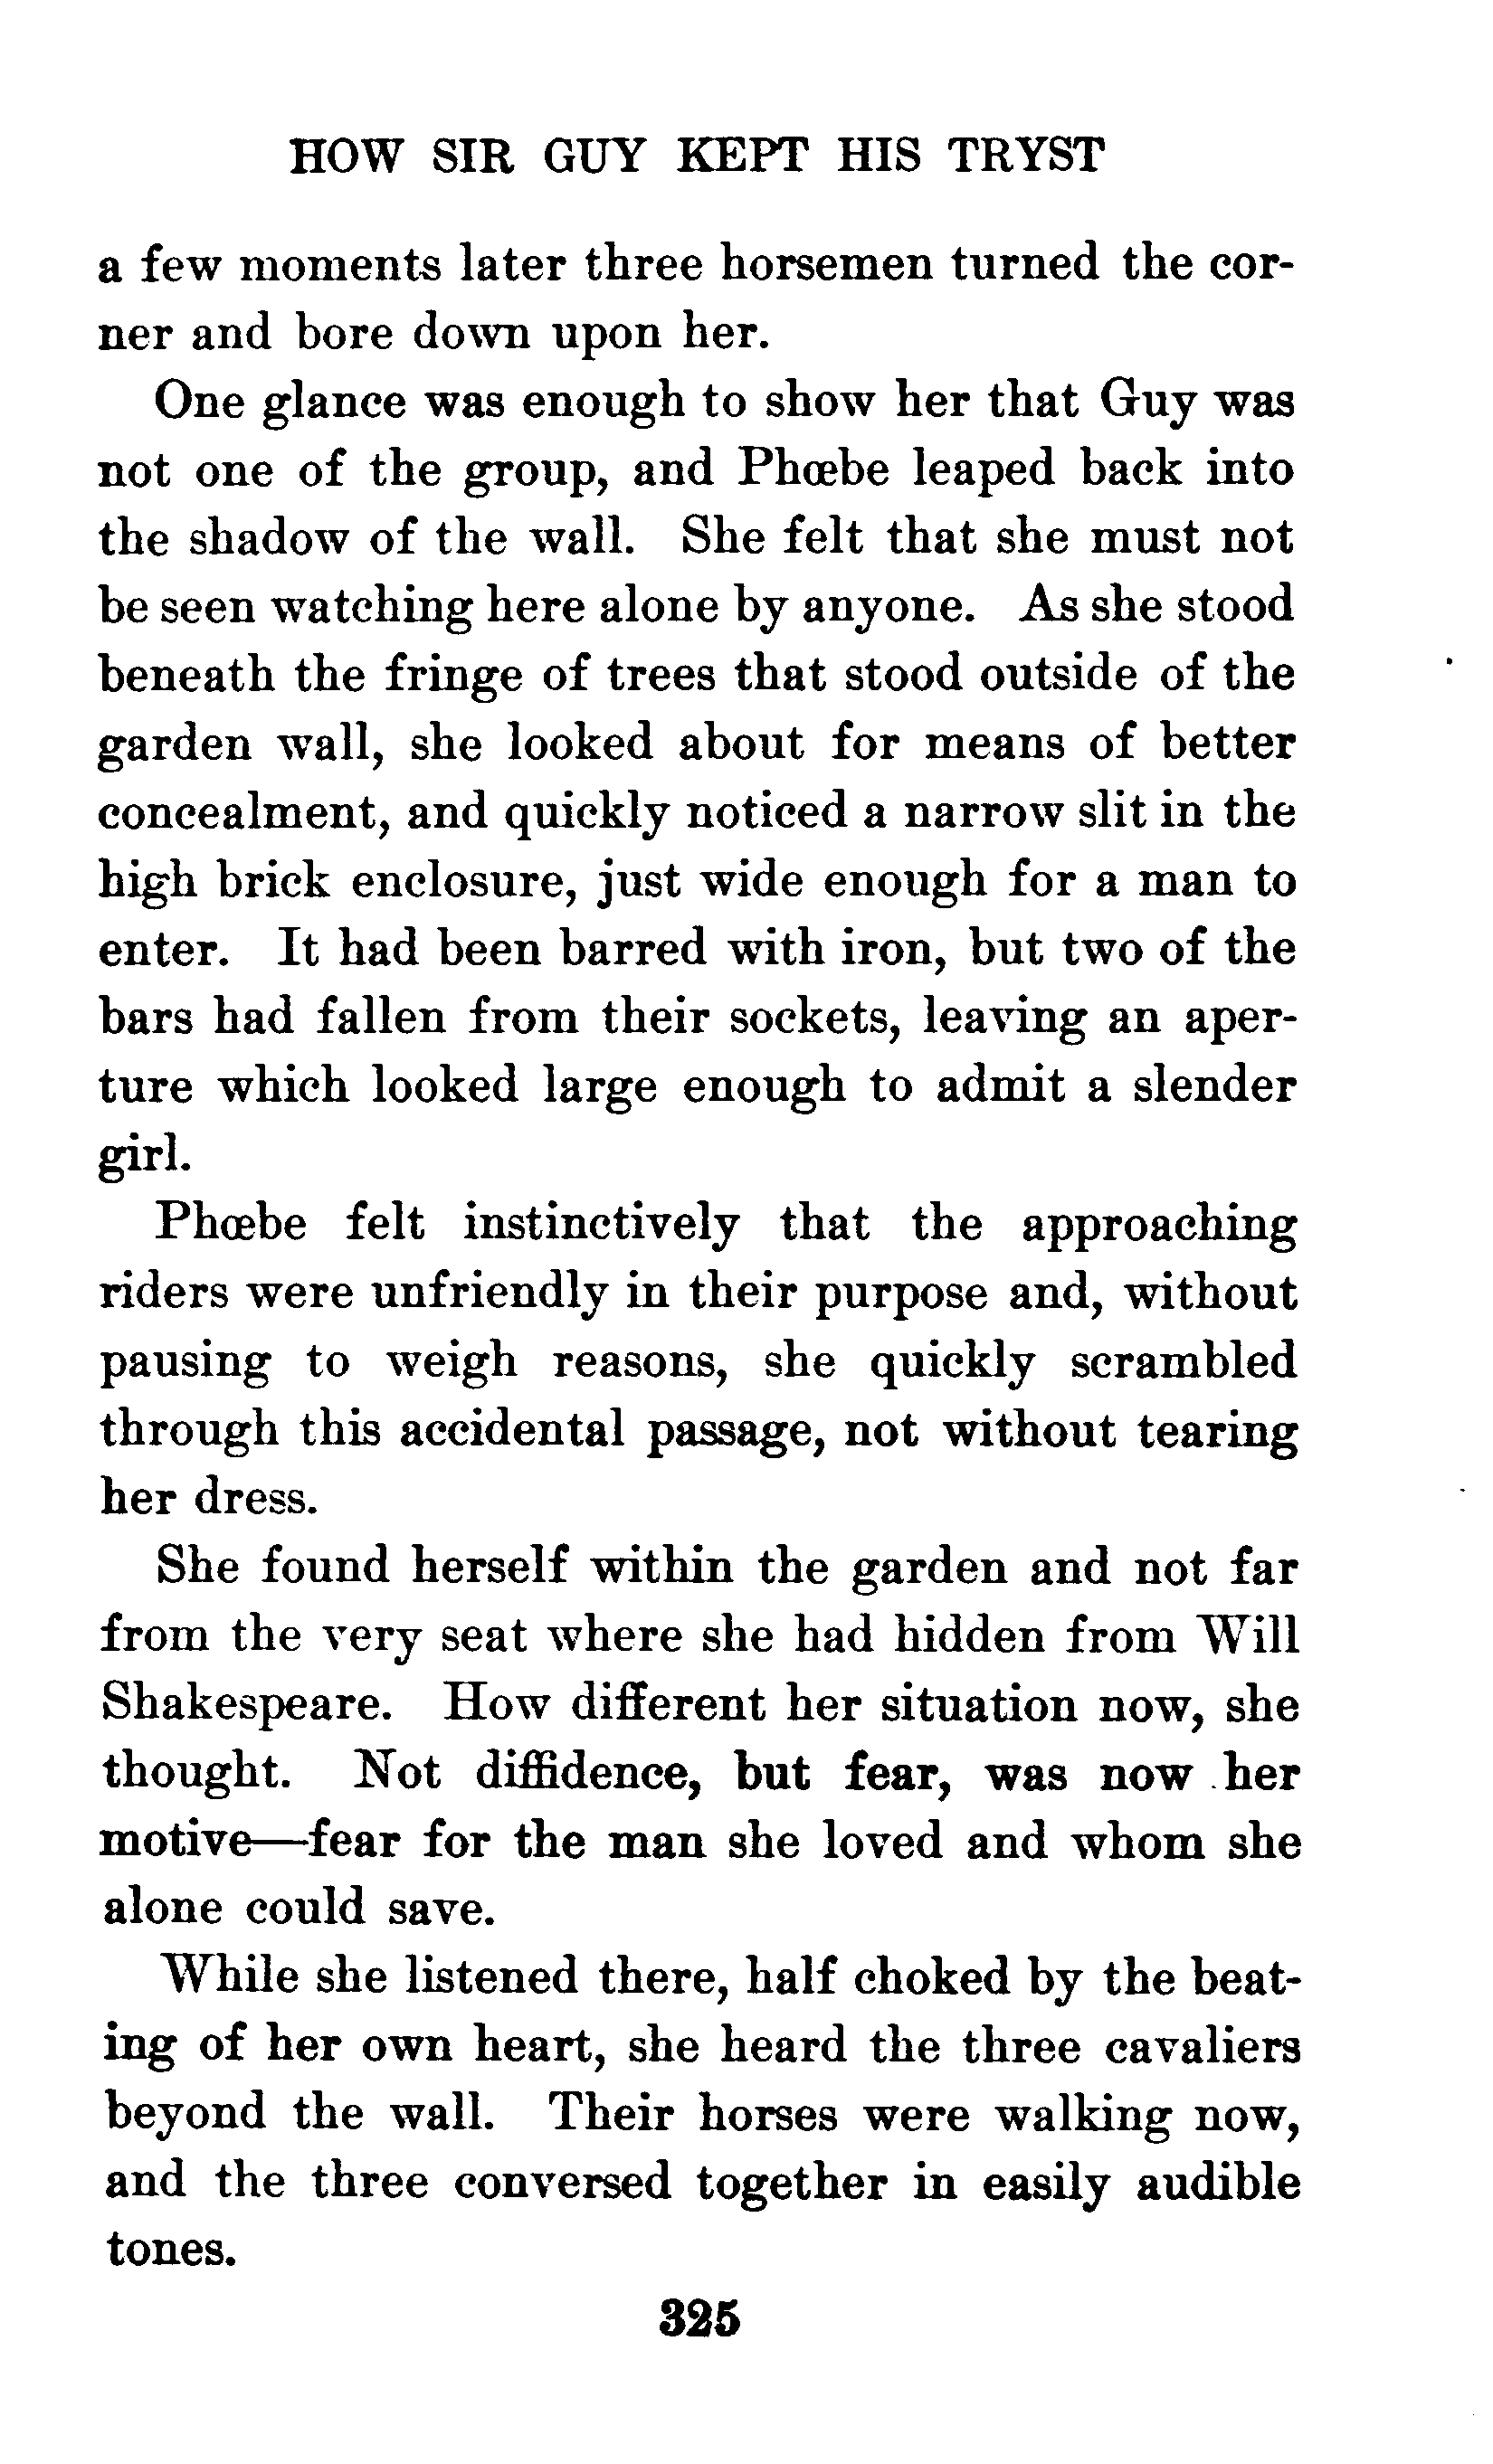 HOW SIR GUY KEPT HIS TRYST
a few moments later three horsemen turned the cor-
ner and bore down upon her.
One glance was enough to show her that Guy was
not one of the group, and Phœbe leaped back into
the shadow of the wall. She felt that she must not
be seen watching here alone by anyone. As she stood
beneath the fringe of trees that stood outside of the
garden wall, she looked about for means of better
concealment, and quickly noticed a narrow slit in the
high brick enclosure, just wide enough for a man to
enter. It had been barred with iron, but two of the
bars had fallen from their sockets, leaving an aper-
ture which looked large enough to admit a slender
girl.
Phœbe felt instinctively that the approaching
riders were unfriendly in their purpose and, without
pausing to weigh reasons, she quickly scrambled
through this accidental passage, not without tearing
her dress.
She found herself within the garden and not far
from the very seat where she had hidden from Will
Shakespeare. How different her situation now, she
thought. Not diffidence, but fear, was now her
motive—fear for the man she loved and whom she
alone could save.
While she listened there, half choked by the beat-
ing of her own heart, she heard the three cavaliers
beyond the wall. Their horses were walking now,
and the three conversed together in easily audible
tones.
325